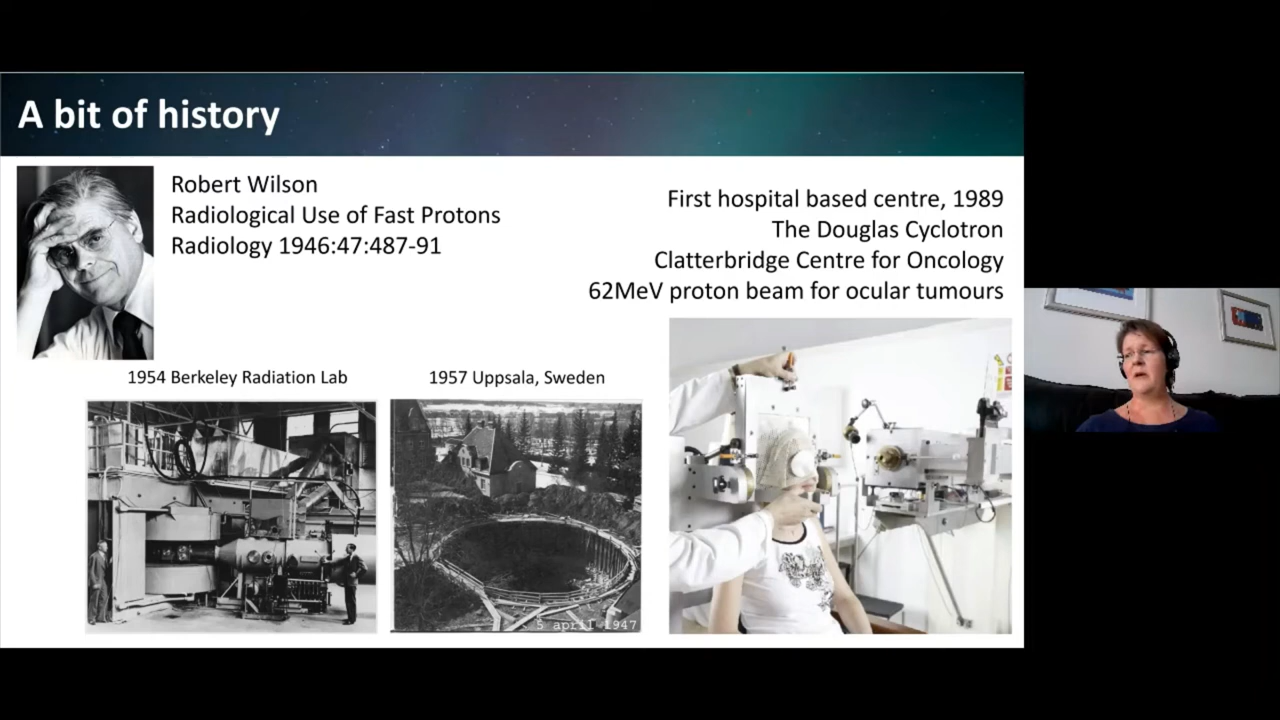 A bit of history
Robert Wilson
Radiological Use of Fast Protons
Radiology 1946:47:487-91
First hospital based centre, 1989
The Douglas Cyclotron
Clatterbridge Centre for Oncology
62MeV proton beam for ocular tumours
1954 Berkeley Radiation Lab
1957 Uppsala, Sweden
5 april 1947